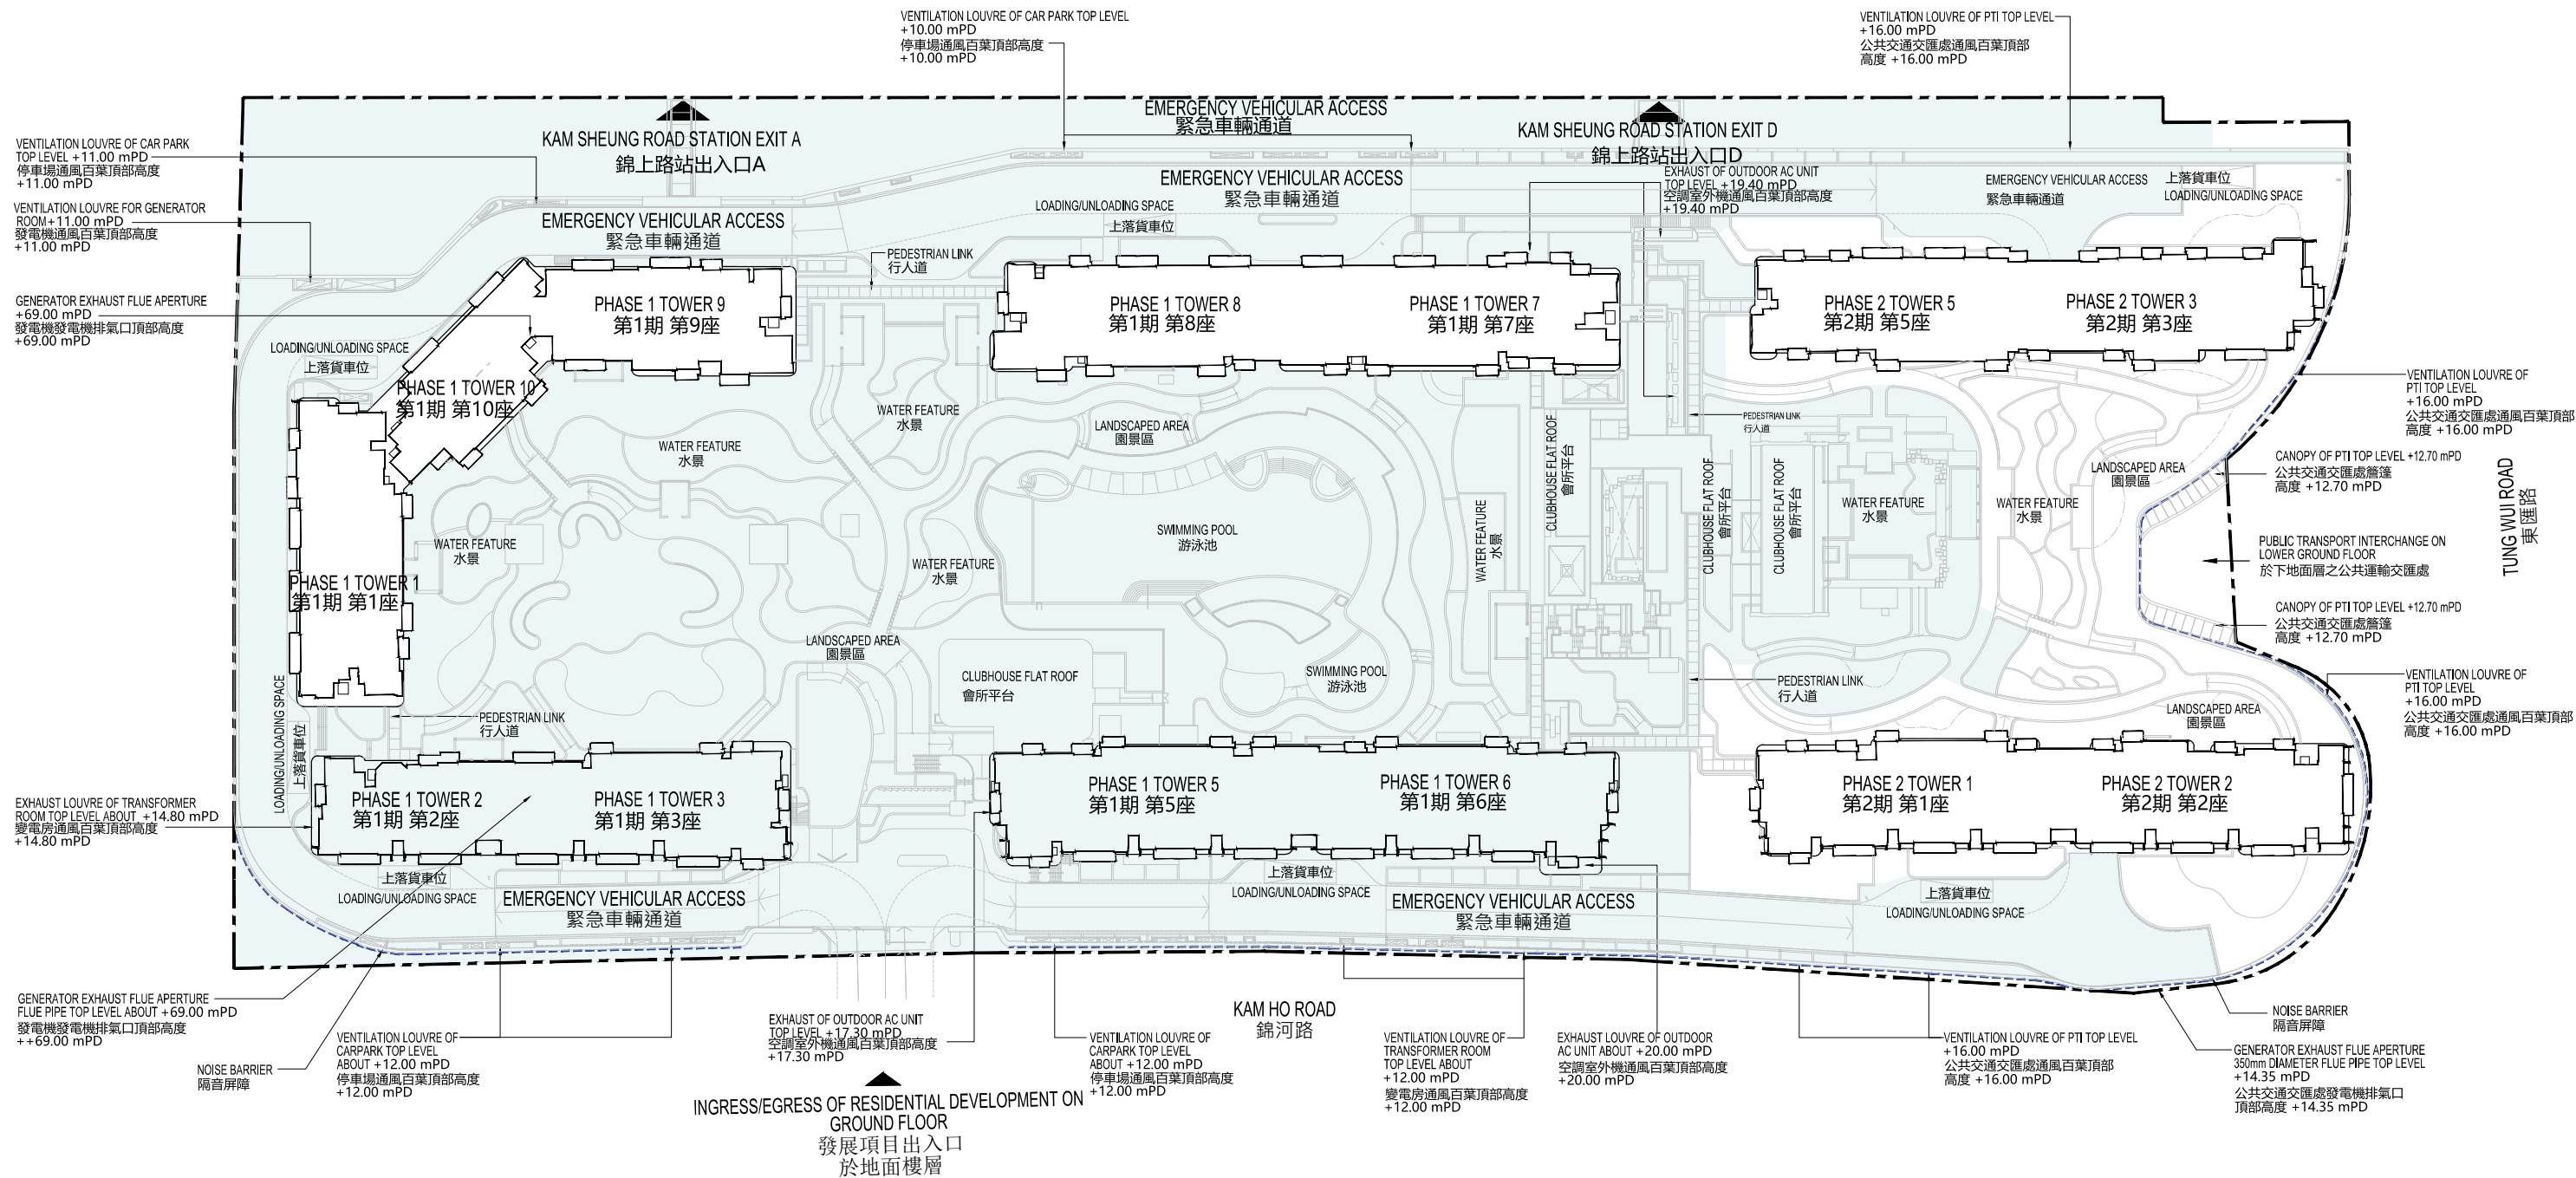 VENTILATION LOUVRE OF CAR PARK TOP LEVEL
+10.00 mPD
停車場通風百葉頂部高度
+10.00 mPD
VENTILATION LOUVRE OF PTI TOP LEVEL
+16.00 mPD
公共交通交匯處通風百葉頂部
高度 +16.00 mPD
EMERGENCY VEHICULAR ACCESS
緊急車輛通道
KAM SHEUNG ROAD STATION EXIT A
錦上路站出入口A
KAM SHEUNG ROAD STATION EXIT D
錦上路站出入口D
VENTILATION LOUVRE OF CAR PARK
TOP LEVEL +11.00 mPD
停車場通風百葉頂部高度
+11.00 mPD
EXHAUST OF OUTDOOR AC UNIT
TOP LEVEL +19.40 mPD
空調室外機通風百葉頂部高度
+19.40 mPD
EMERGENCY VEHICULAR ACCESS
緊急車輛通道
EMERGENCY VEHICULAR ACCESS
緊急車輛通道
上落貨車位
LOADING/UNLOADING SPACE
VENTILATION LOUVRE FOR GENERATOR
ROOM+11.00 mPD
發電機通風百葉頂部高度
+11.00 mPD
EMERGENCY VEHICULAR ACCESS
緊急車輛通道
LOADING/UNLOADING SPACE
上落貨車位
PEDESTRIAN LINK
行人道
GENERATOR EXHAUST FLUE APERTURE
+69.00 mPD
發電機發電機排氣口頂部高度
+69.00 mPD
PHASE 1 TOWER 9
第1期 第9座
PHASE 1 TOWER 8
第1期 第8座
PHASE 1 TOWER 7
第1期 第7座
PHASE 2 TOWER 5
第2期 第5座
PHASE 2 TOWER 3
第2期 第3座
LOADING/UNLOADING SPACE
上落貨車位
PHASE 1 TOWER 10
第1期 第10座
VENTILATION LOUVRE OF
PTI TOP LEVEL
+16.00 mPD
公共交通交匯處通風百葉頂部
高度 +16.00 mPD
WATER FEATURE
水景
LANDSCAPED AREA
園景區
PEDESTRIAN LINK
行人道
WATER FEATURE
水景
CLUBHOUSE FLAT ROOF
會所平台
CLUBHOUSE FLAT ROOF
會所平台
CLUBHOUSE FLAT ROOF
會所平台
LANDSCAPED AREA
園景區
CANOPY OF PTI TOP LEVEL +12.70 mPD
公共交通交匯處簷篷
高度 +12.70 mPD
TUNG WUI ROAD
東匯路
WATER FEATURE
水景
WATER FEATURE
水景
SWIMMING POOL
游泳池
WATER FEATURE
水景
WATER FEATURE
水景
WATER FEATURE
水景
PUBLIC TRANSPORT INTERCHANGE ON
LOWER GROUND FLOOR
於下地面層之公共運輸交匯處
PHASE 1 TOWER 1
第1期 第1座
CANOPY OF PTI TOP LEVEL +12.70 mPD
公共交通交匯處簷篷
高度 +12.70 mPD
LANDSCAPED AREA
園景區
CLUBHOUSE FLAT ROOF
會所平台
SWIMMING POOL
游泳池
PEDESTRIAN LINK
行人道
VENTILATION LOUVRE OF
PTI TOP LEVEL
+16.00 mPD
公共交通交匯處通風百葉頂部
高度 +16.00 mPD
LOADING/UNLOADING SPACE
上落貨車位
PEDESTRIAN LINK
行人道
LANDSCAPED AREA
園景區
EXHAUST LOUVRE OF TRANSFORMER
ROOM TOP LEVEL ABOUT +14.80 mPD
變電房通風百葉頂部高度
+14.80 mPD
PHASE 1 TOWER 2
第1期 第2座
PHASE 1 TOWER 3
第1期 第3座
PHASE 1 TOWER 5
第1期 第5座
PHASE 1 TOWER 6
第1期 第6座
PHASE 2 TOWER 1
第2期 第1座
PHASE 2 TOWER 2
第2期 第2座
上落貨車位
LOADING/UNLOADING SPACE
EMERGENCY VEHICULAR ACCESS
緊急車輛通道
上落貨車位
LOADING/UNLOADING SPACE
EMERGENCY VEHICULAR ACCESS
緊急車輛通道
上落貨車位
LOADING/UNLOADING SPACE
GENERATOR EXHAUST FLUE APERTURE
FLUE PIPE TOP LEVEL ABOUT +69.00 mPD
發電機發電機排氣口頂部高度
++69.00 mPD
NOISE BARRIER
隔音屏障
VENTILATION LOUVRE OF
CARPARK TOP LEVEL
ABOUT +12.00 mPD
停車場通風百葉頂部高度
+12.00 mPD
EXHAUST OF OUTDOOR AC UNIT
TOP LEVEL +17.30 mPD
空調室外機通風百葉頂部高度
+17.30 mPD
VENTILATION LOUVRE OF
CARPARK TOP LEVEL
ABOUT +12.00 mPD
停車場通風百葉頂部高度
+12.00 mPD
KAM HO ROAD
錦河路
VENTILATION LOUVRE OF
TRANSFORMER ROOM
TOP LEVEL ABOUT
+12.00 mPD
變電房通風百葉頂部高度
+12.00 mPD
EXHAUST LOUVRE OF OUTDOOR
AC UNIT ABOUT +20.00 mPD
空調室外機通風百葉頂部高度
+20.00 mPD
VENTILATION LOUVRE OF PTI TOP LEVEL
+16.00 mPD
公共交通交匯處通風百葉頂部
高度 +16.00 mPD
NOISE BARRIER
隔音屏障
GENERATOR EXHAUST FLUE APERTURE
350mm DIAMETER FLUE PIPE TOP LEVEL
+14.35 mPD
公共交通交匯處發電機排氣口
頂部高度 +14.35 mPD
INGRESS/EGRESS OF RESIDENTIAL DEVELOPMENT ON
GROUND FLOOR
發展項目出入口
於地面樓層